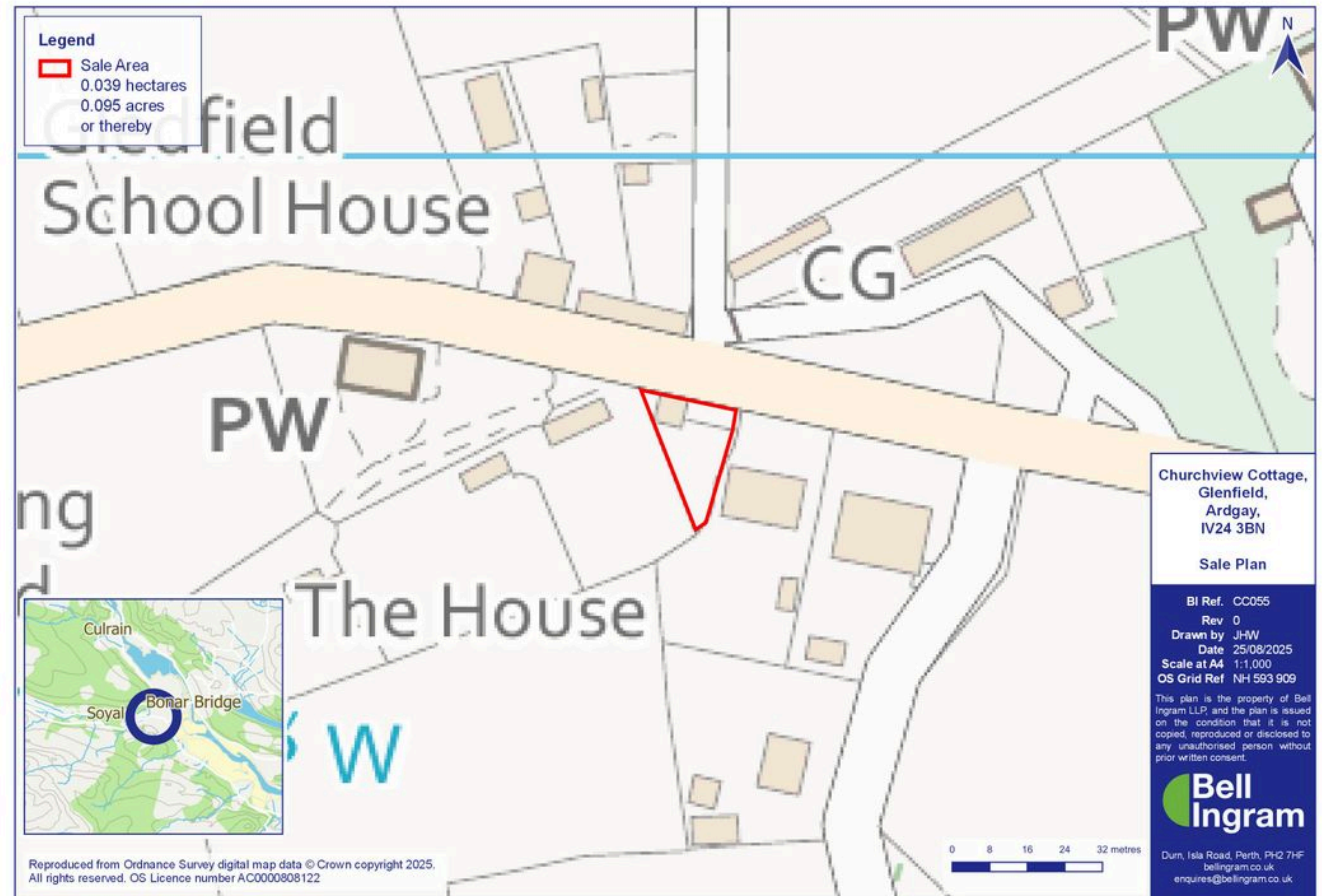 Legend
Sale Area
0.039 hectares
0.095 acres
or thereby
PW
N
Gledfield
School House
CG
PW
ng
d
The House
W
Culrain
Bonar Bridge
Soyal
Churchview Cottage,
Glenfield,
Ardgay,
IV24 3BN
Sale Plan
BI Ref. CC055
Rev 0
Drawn by JHW
Date 25/08/2025
Scale at A4 1:1,000
OS Grid Ref NH 593 909
This plan is the property of Bell
Ingram LLP, and the plan is issued
on the condition that it is not
copied, reproduced or disclosed to
any unauthorised person without
prior written consent.
Bell
Ingram
Durn, Isla Road, Perth, PH2 7HF
bellingram.co.uk
enquires@bellingram.co.uk
0 8 16 24 32 metres
Reproduced from Ordnance Survey digital map data © Crown copyright 2025.
All rights reserved. OS Licence number AC0000808122